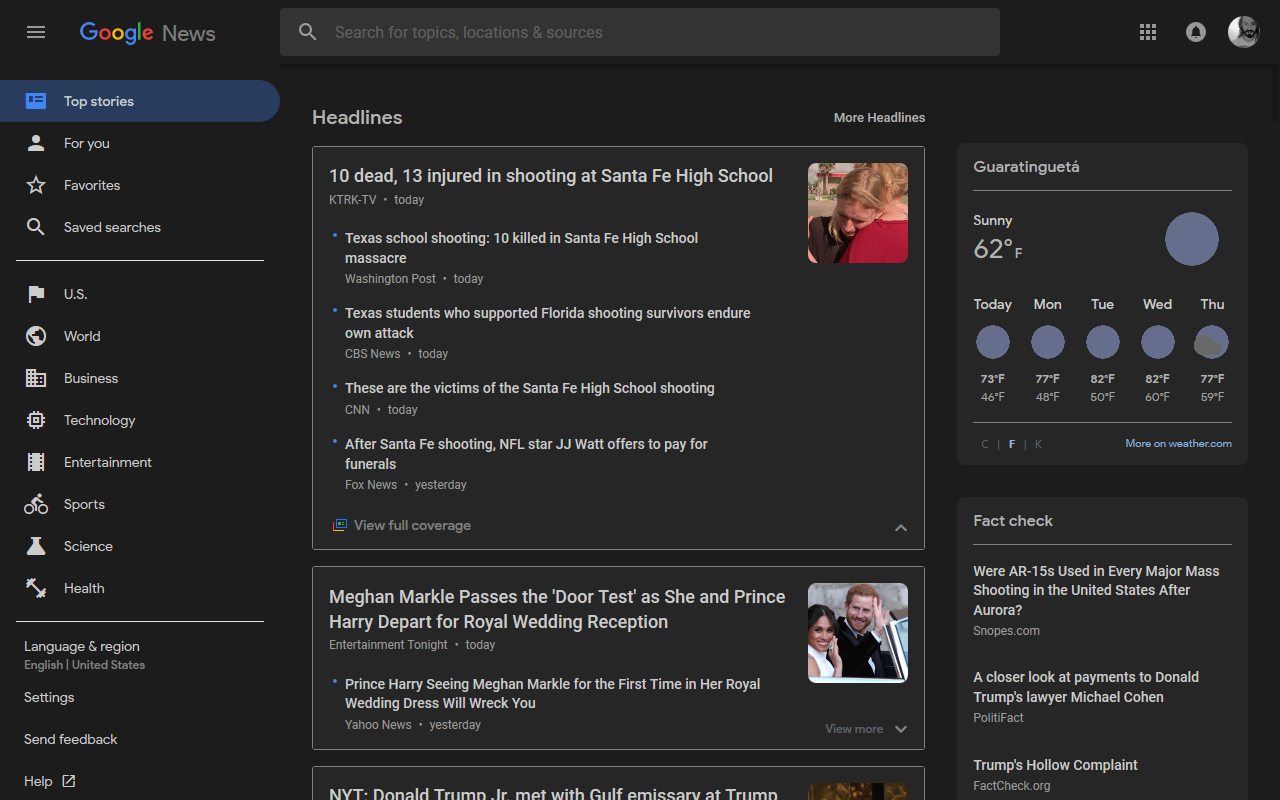 Google News
Search for topics, locations & sources
Top stories
For you
Favorites
Saved searches
U.S.
World
Business
Technology
Entertainment
Sports
Science
Health
Language & region
English | United States
Settings
Send feedback
Help
Headlines
More Headlines
10 dead, 13 injured in shooting at Santa Fe High School
KTRK-TV • today
• Texas school shooting: 10 killed in Santa Fe High School
massacre
Washington Post • today
• Texas students who supported Florida shooting survivors endure
own attack
CBS News • today
• These are the victims of the Santa Fe High School shooting
CNN • today
• After Santa Fe shooting, NFL star JJ Watt offers to pay for
funerals
Fox News • yesterday
View full coverage
Meghan Markle Passes the 'Door Test' as She and Prince
Harry Depart for Royal Wedding Reception
Entertainment Tonight • today
• Prince Harry Seeing Meghan Markle for the First Time in Her Royal
Wedding Dress Will Wreck You
Yahoo News • yesterday
View more
NYT: Donald Trump Jr. met with Gulf emissary at Trump
Guaratinguetá
Sunny
62° F
Today Mon Tue Wed Thu
73°F 77°F 82°F 82°F 77°F
46°F 48°F 50°F 60°F 59°F
C | F | K
More on weather.com
Fact check
Were AR-15s Used in Every Major Mass
Shooting in the United States After
Aurora?
Snopes.com
A closer look at payments to Donald
Trump's lawyer Michael Cohen
PolitiFact
Trump's Hollow Complaint
FactCheck.org